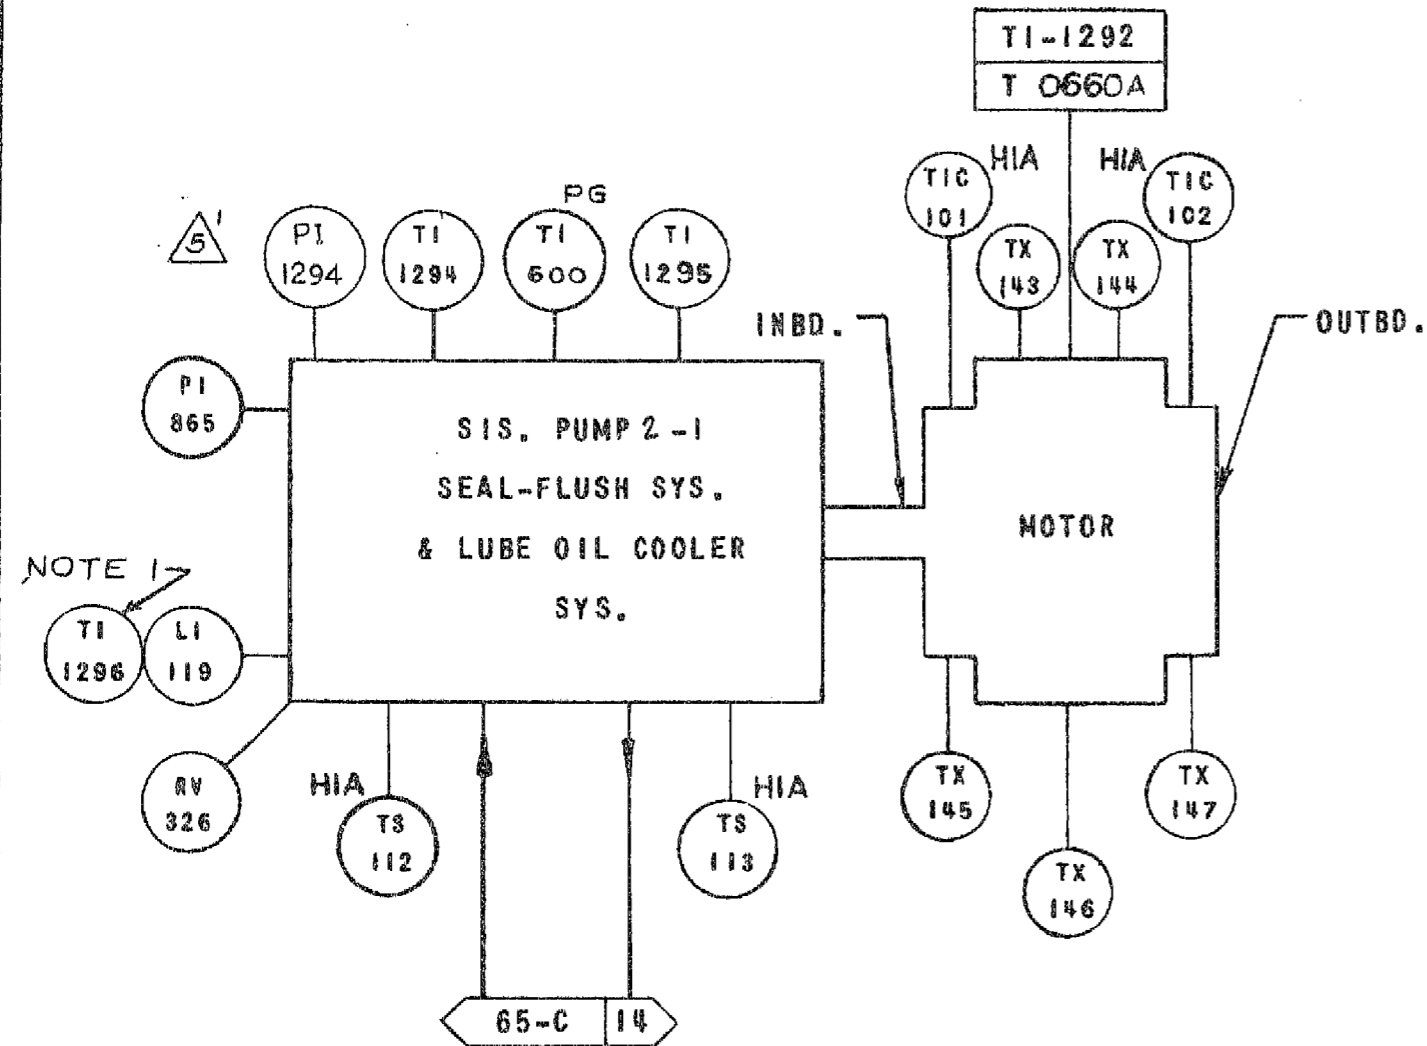 TI-1292
T 0660A
HIA
HIA
TIC
101
TIC
102
PG
5
PI
1294
TI
1294
TI
600
TI
1295
TX
143
TX
144
INBD.
OUTBD.
PI
865
SIS. PUMP 2-1
SEAL-FLUSH SYS.
& LUBE OIL COOLER
SYS.
MOTOR
NOTE 1
TI
1296
LI
119
RV
326
HIA
TS
112
HIA
TS
113
TX
145
TX
147
TX
146
65-C
14